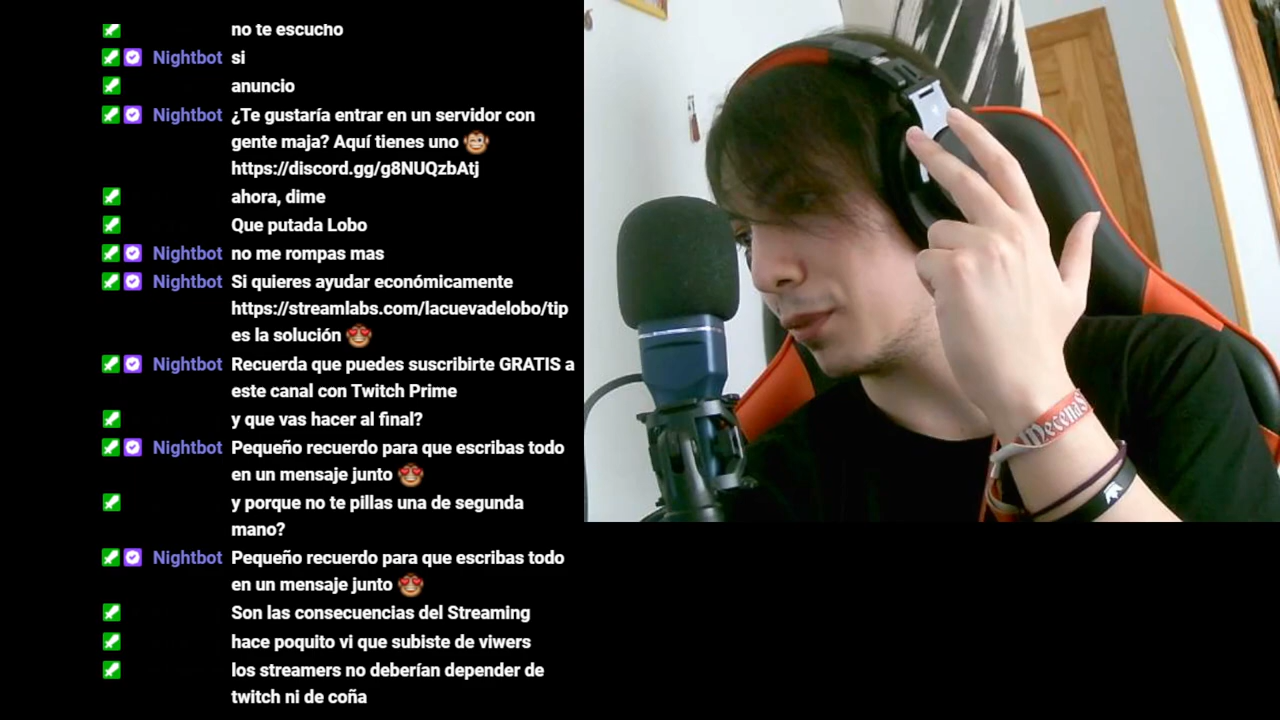 no te escucho
Nightbot si
anuncio
Nightbot ¿Te gustaría entrar en un servidor con
gente maja? Aquí tienes uno
https://discord.gg/g8NUQzbAtj
ahora, dime
Que putada Lobo
Nightbot no me rompas mas
Nightbot Si quieres ayudar económicamente
https://streamlabs.com/lacuevadelobo/tip
es la solución
Nightbot Recuerda que puedes suscribirte GRATIS a
este canal con Twitch Prime
y que vas hacer al final?
Nightbot Pequeño recuerdo para que escribas todo
en un mensaje junto
y porque no te pillas una de segunda
mano?
Nightbot Pequeño recuerdo para que escribas todo
en un mensaje junto
Son las consecuencias del Streaming
hace poquito vi que subiste de viwers
los streamers no deberían depender de
twitch ni de coña
Mecenas